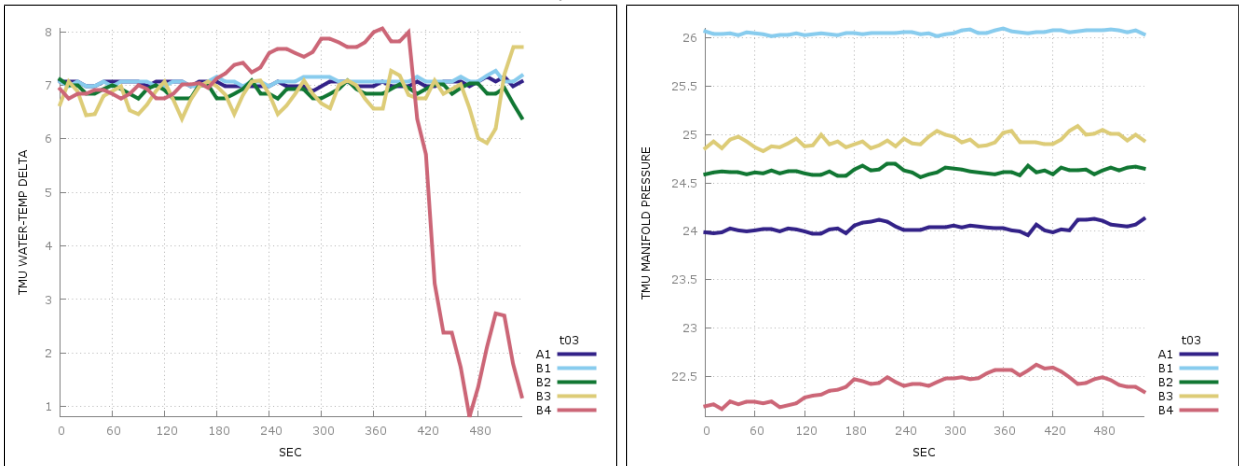 TMU WATER-TEMP DELTA
8
7
6
5
4
3
2
1
0 60 120 180 240 300 360 420 480
SEC
t03
A1
B1
B2
B3
B4
TMU MANIFOLD PRESSURE
26
25.5
25
24.5
24
23.5
23
22.5
0 60 120 180 240 300 360 420 480
SEC
t03
A1
B1
B2
B3
B4